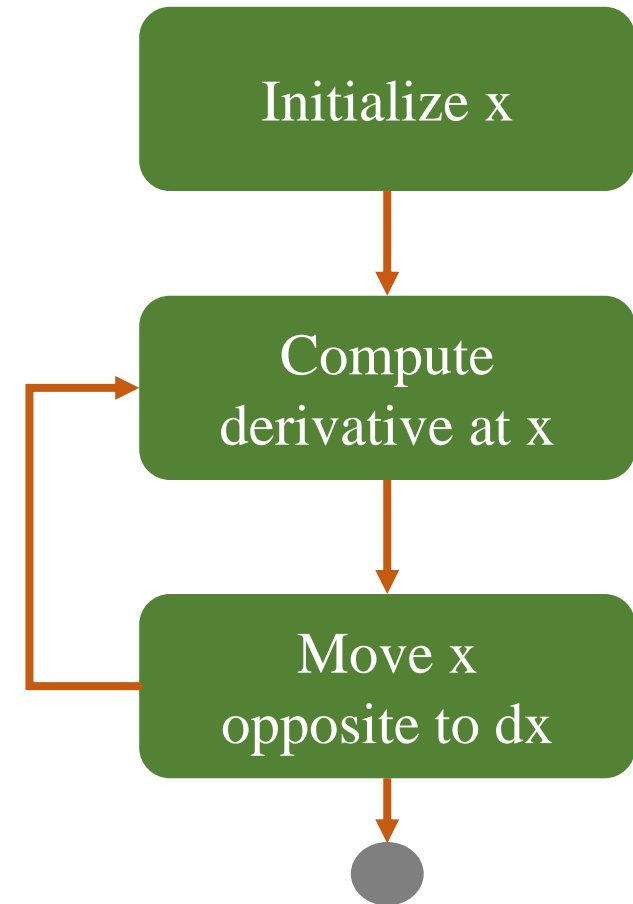 Initialize x
Compute
derivative at x
Move x
opposite to dx